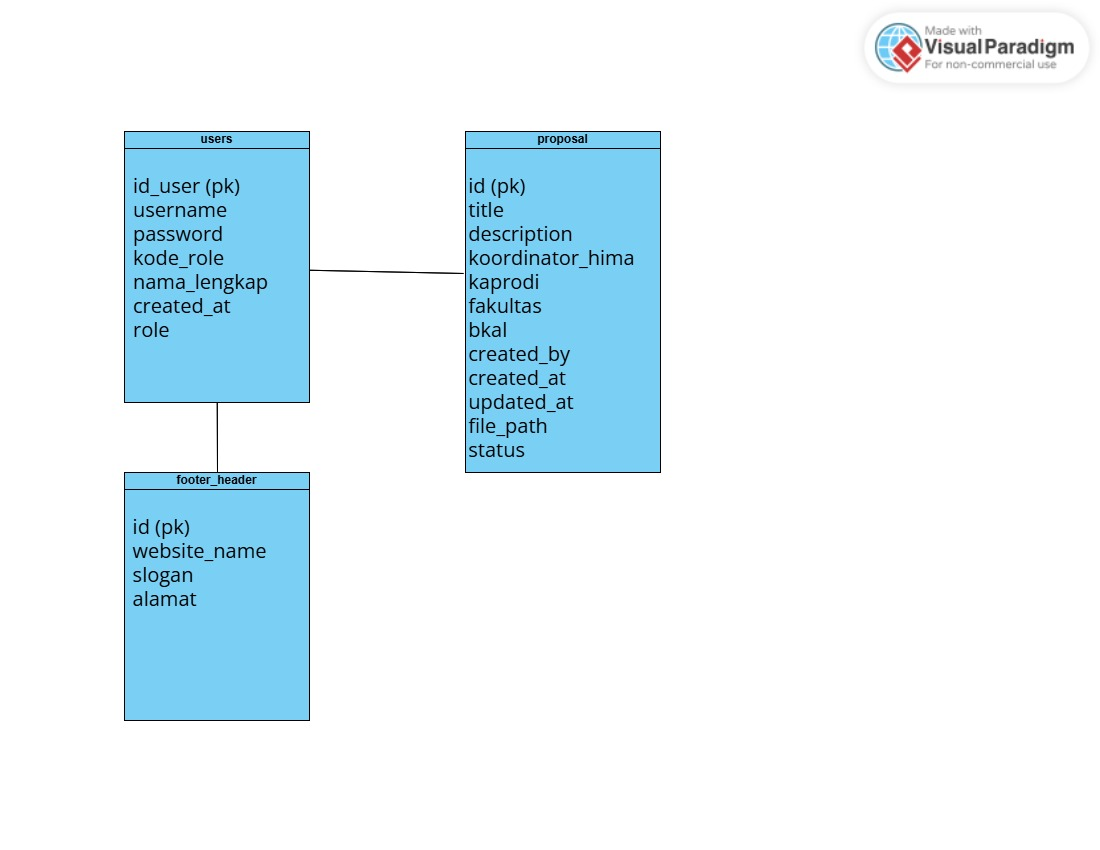 Made with
Visual Paradigm
For non-commercial use
users
id_user (pk)
username
password
kode_role
nama_lengkap
created_at
role
proposal
id (pk)
title
description
koordinator_hima
kaprodi
fakultas
bkal
created_by
created_at
updated_at
file_path
status
footer_header
id (pk)
website_name
slogan
alamat